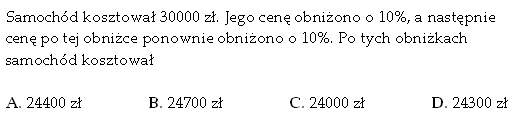 Samochód kosztował 30000 zł. Jego cenę obniżono o 10%, a następnie
cenę po tej obniżce ponownie obniżono o 10%. Po tych obniżkach
samochód kosztował
A. 24400 zł B. 24700 zł C. 24000 zł D. 24300 zł